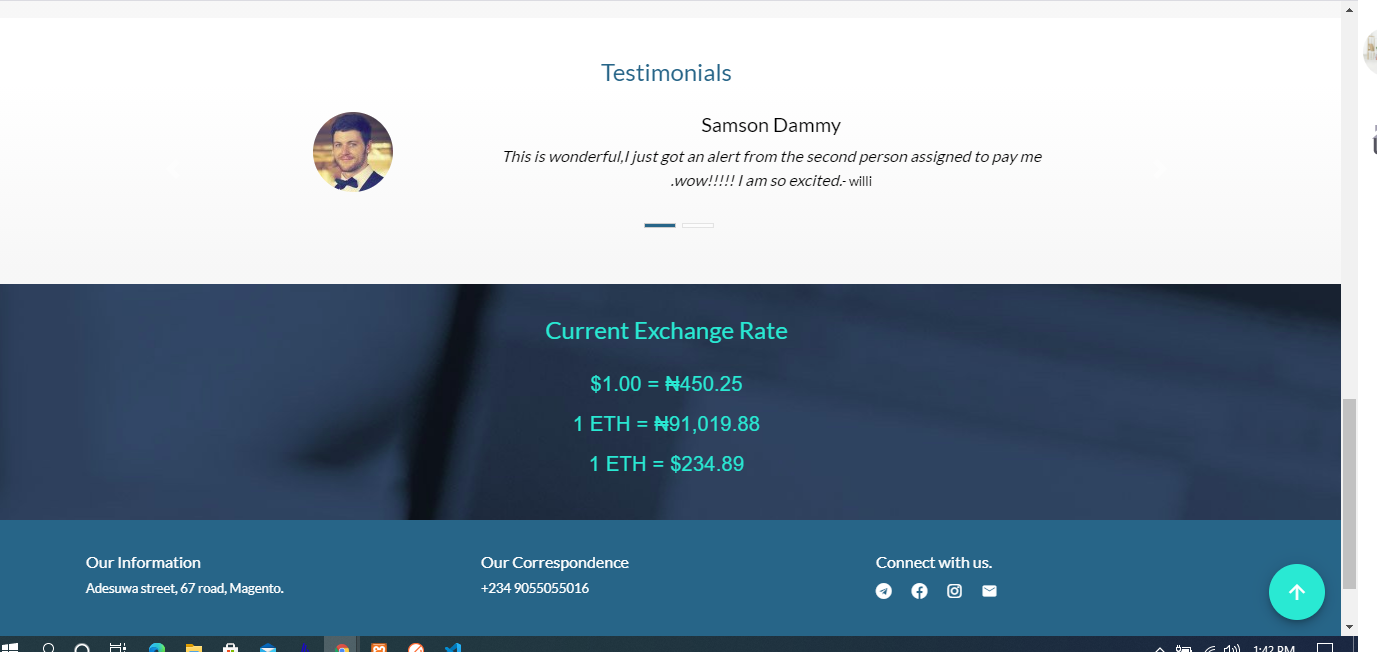 Testimonials
Samson Dammy
This is wonderful,I just got an alert from the second person assigned to pay me
.wow!!!!! I am so excited.- willi
Current Exchange Rate
$1.00 = ₦450.25
1 ETH = ₦91,019.88
1 ETH = $234.89
Our Information
Adesuwa street, 67 road, Magento.
Our Correspondence
+234 9055055016
Connect with us.
1:42 PM